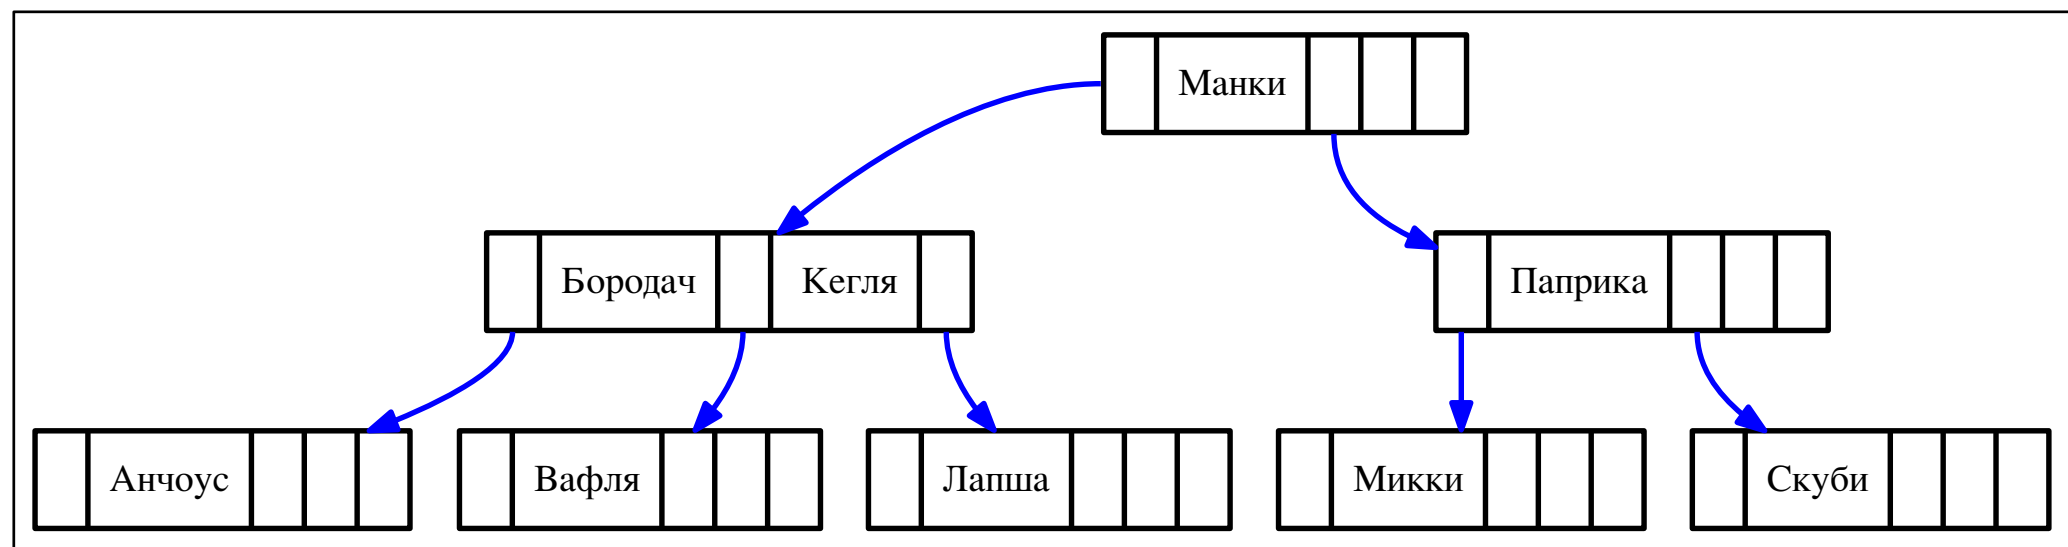 Манки
Бородач Кегля Паприка
Анчоус Вафля Лапша Микки Скуби